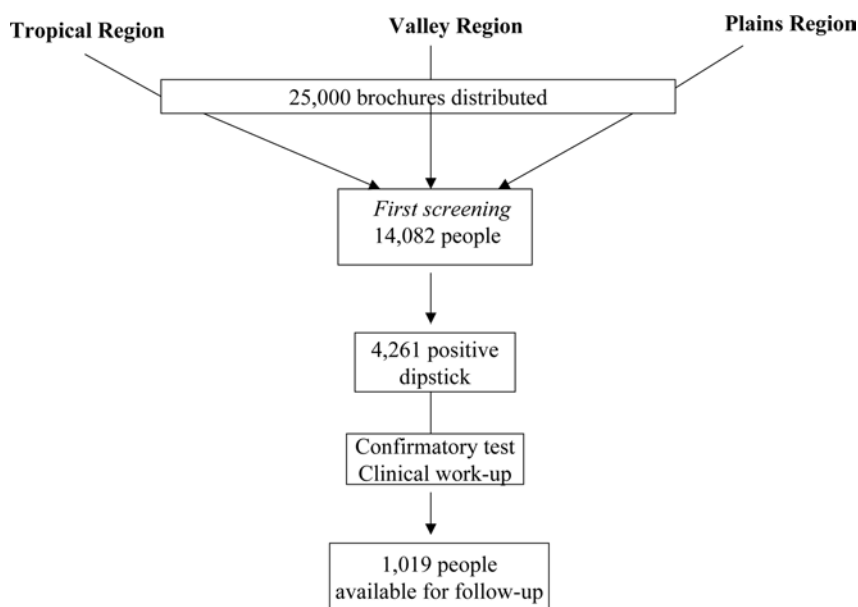 Tropical Region
Valley Region
Plains Region
25,000 brochures distributed
First screening
14,082 people
4,261 positive
dipstick
Confirmatory test
Clinical work-up
1,019 people
available for follow-up